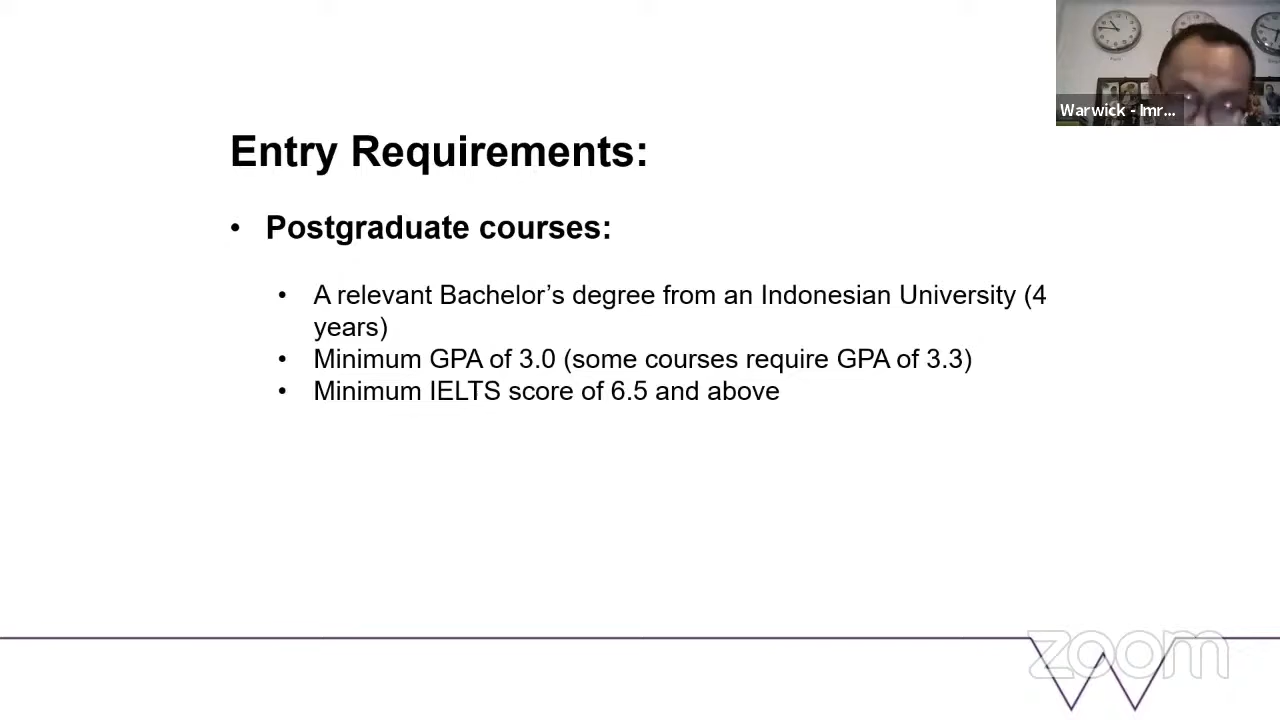 Warwick - Imr...
Entry Requirements:
• Postgraduate courses:
• A relevant Bachelor’s degree from an Indonesian University (4
years)
• Minimum GPA of 3.0 (some courses require GPA of 3.3)
• Minimum IELTS score of 6.5 and above
zoom